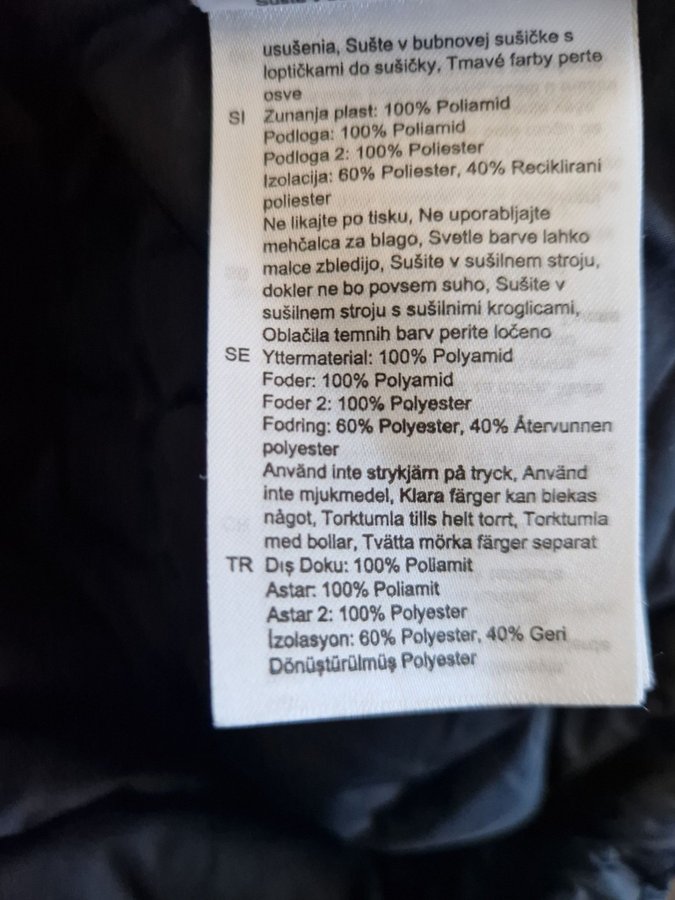 usušenia, Sušte v bubnovej sušičke s
loptičkami do sušičky, Tmavé farby perte
osve
SI Zunanja plast: 100% Poliamid
Podloga: 100% Poliamid
Podloga 2: 100% Poliester
Izolacija: 60% Poliester, 40% Reciklirani
poliester
Ne likajte po tisku, Ne uporabljajte
mehčalca za blago, Svetle barve lahko
malce zbledijo, Sušite v sušilnem stroju,
dokler ne bo povsem suho, Sušite v
sušilnem stroju s sušilnimi kroglicami,
Oblačila temnih barv perite ločeno
SE Yttermaterial: 100% Polyamid
Foder: 100% Polyamid
Foder 2: 100% Polyester
Fodring: 60% Polyester, 40% Återvunnen
polyester
Använd inte strykjärn på tryck, Använd
inte mjukmedel, Klara färger kan blekas
något, Torktumla tills helt torrt, Torktumla
med bollar, Tvätta mörka färger separat
TR Dış Doku: 100% Poliamit
Astar: 100% Poliamit
Astar 2: 100% Polyester
İzolasyon: 60% Polyester, 40% Geri
Dönüştürülmüş Polyester